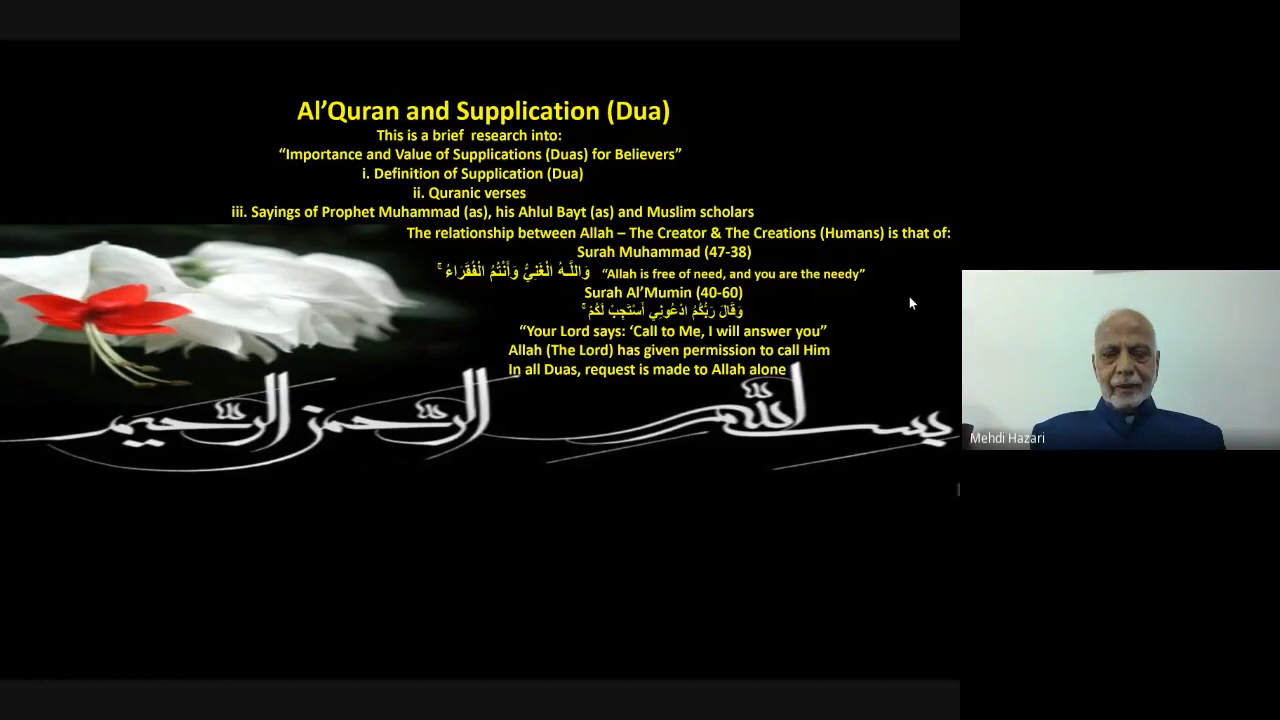 Al’Quran and Supplication (Dua)
This is a brief research into:
“Importance and Value of Supplications (Duas) for Believers”
i. Definition of Supplication (Dua)
ii. Quranic verses
iii. Sayings of Prophet Muhammad (as), his Ahlul Bayt (as) and Muslim scholars
The relationship between Allah – The Creator & The Creations (Humans) is that of:
Surah Muhammad (47-38)
وَاللَّـهُ الْغَنِيُّ وَأَنْتُمُ الْفُقَرَاءُ ۚ “Allah is free of need, and you are the needy”
Surah Al’Mumin (40-60)
وَقَالَ رَبُّكُمُ ادْعُونِي أَسْتَجِبْ لَكُمْ ۚ
“Your Lord says: ‘Call to Me, I will answer you”
Allah (The Lord) has given permission to call Him
In all Duas, request is made to Allah alone
بسم الله الرحمن الرحيم
Mehdi Hazari